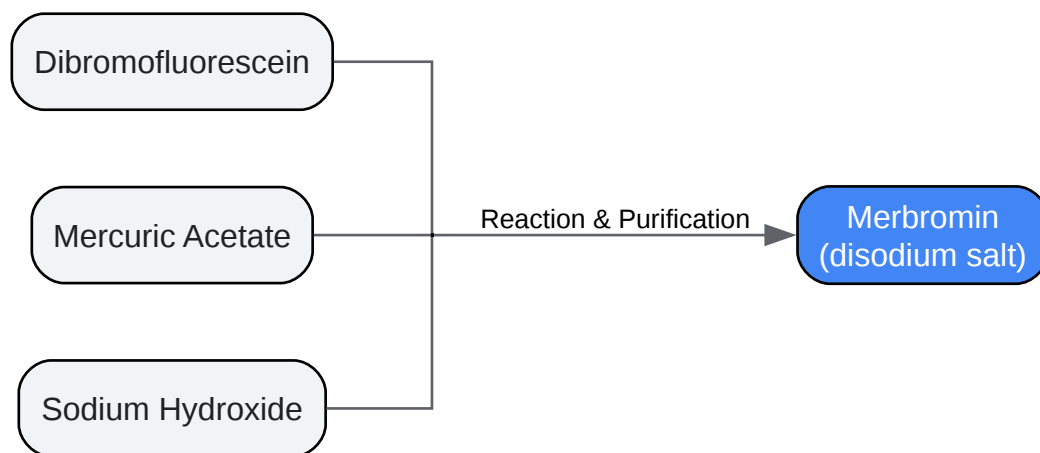 Dibromofluorescein
Mercuric Acetate
Sodium Hydroxide
Reaction & Purification
Merbromin
(disodium salt)